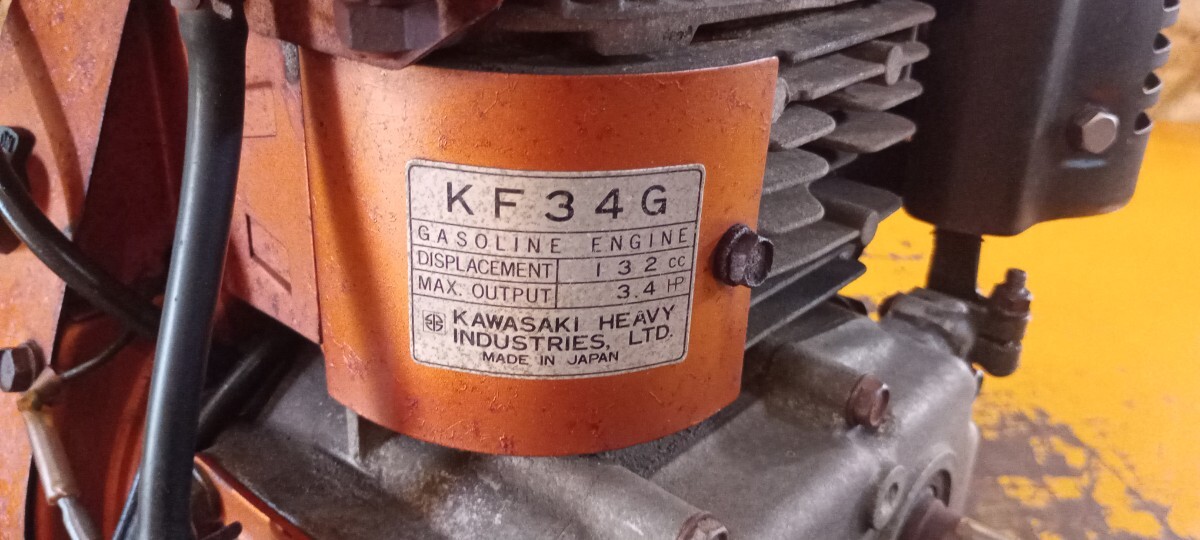 KF34G
GASOLINE ENGINE
DISPLACEMENT 132 cc
MAX. OUTPUT 3.4 HP
KAWASAKI HEAVY
INDUSTRIES, LTD.
MADE IN JAPAN